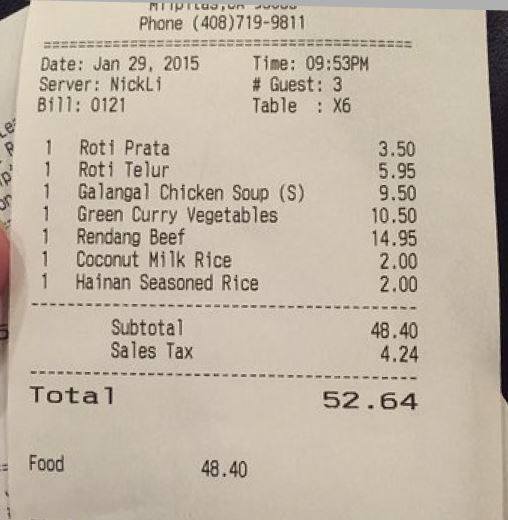 Phone (408)719-9811
========================================
Date: Jan 29, 2015 Time: 09:53PM
Server: NickLi # Guest: 3
Bill: 0121 Table : X6
1 Roti Prata 3.50
1 Roti Telur 5.95
1 Galangal Chicken Soup (S) 9.50
1 Green Curry Vegetables 10.50
1 Rendang Beef 14.95
1 Coconut Milk Rice 2.00
1 Hainan Seasoned Rice 2.00
----------------------------------------
Subtotal 48.40
Sales Tax 4.24
----------------------------------------
Total 52.64
Food 48.40